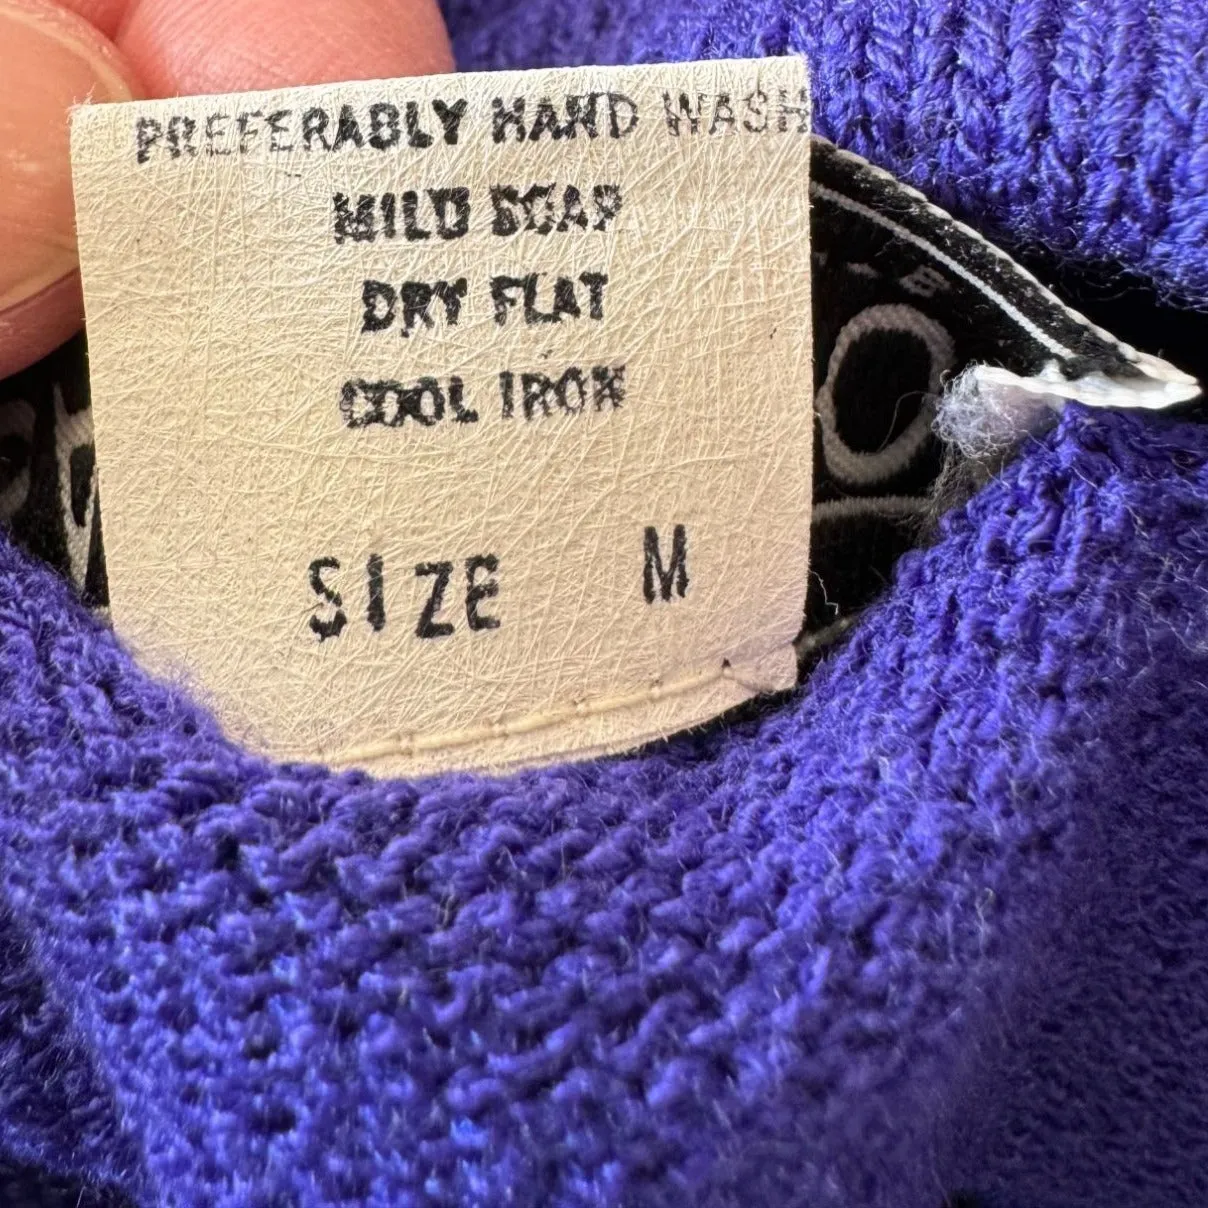 PREFERABLY HAND WASH
MILD SOAP
DRY FLAT
COOL IRON
SIZE M